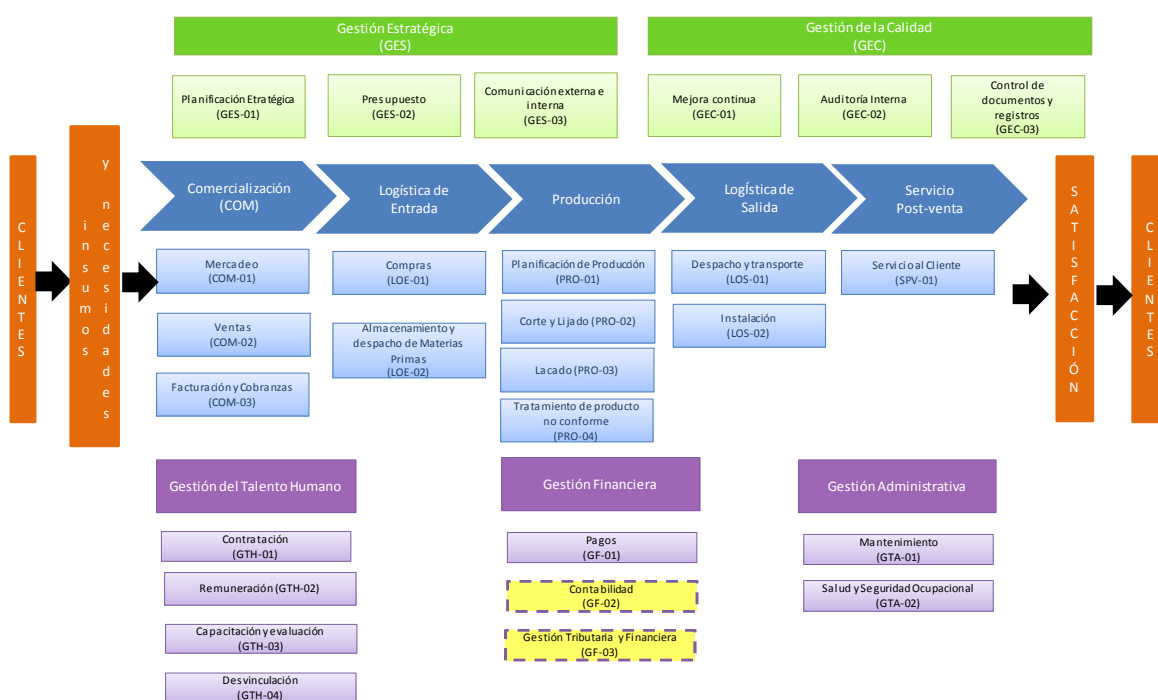 Gestión Estratégica
(GES)
Gestión de la Calidad
(GEC)
Planificación Etratégica
(GES-01)
Presupuesto
(GES-02)
Comunicación externa e
interna
(GES-03)
Mejora continua
(GEC-01)
Auditoría Interna
(GEC-02)
Control de
documentos y
registros
(GEC-03)
CLIENTES
insumos
y necesidades
Comercialización
(COM)
Logística de
Entrada
Producción
Logística de
Salida
Servicio
Post-venta
SATISFACCIÓN
CLIENTES
Mercadeo
(COM-01)
Ventas
(COM-02)
Facturación y Cobranzas
(COM-03)
Compras
(LOE-01)
Almacenamiento y
despacho de Materias
Primas
(LOE-02)
Planificación de Producción
(PRO-01)
Corte y Lijado (PRO-02)
Lacado (PRO-03)
Tratamiento de producto
no conforme
(PRO-04)
Despacho y transporte
(LOS-01)
Instalación
(LOS-02)
Servicio al Cliente
(SPV-01)
Gestión del Talento Humano
Gestión Financiera
Gestión Administrativa
Contratación
(GTH-01)
Remuneración (GTH-02)
Capacitación y evaluación
(GTH-03)
Desvinculación
(GTH-04)
Pagos
(GF-01)
Contabilidad
(GF-02)
Gestión Tributaria y Financiera
(GF-03)
Mantenimiento
(GTA-01)
Salud y Seguridad Ocupacional
(GTA-02)